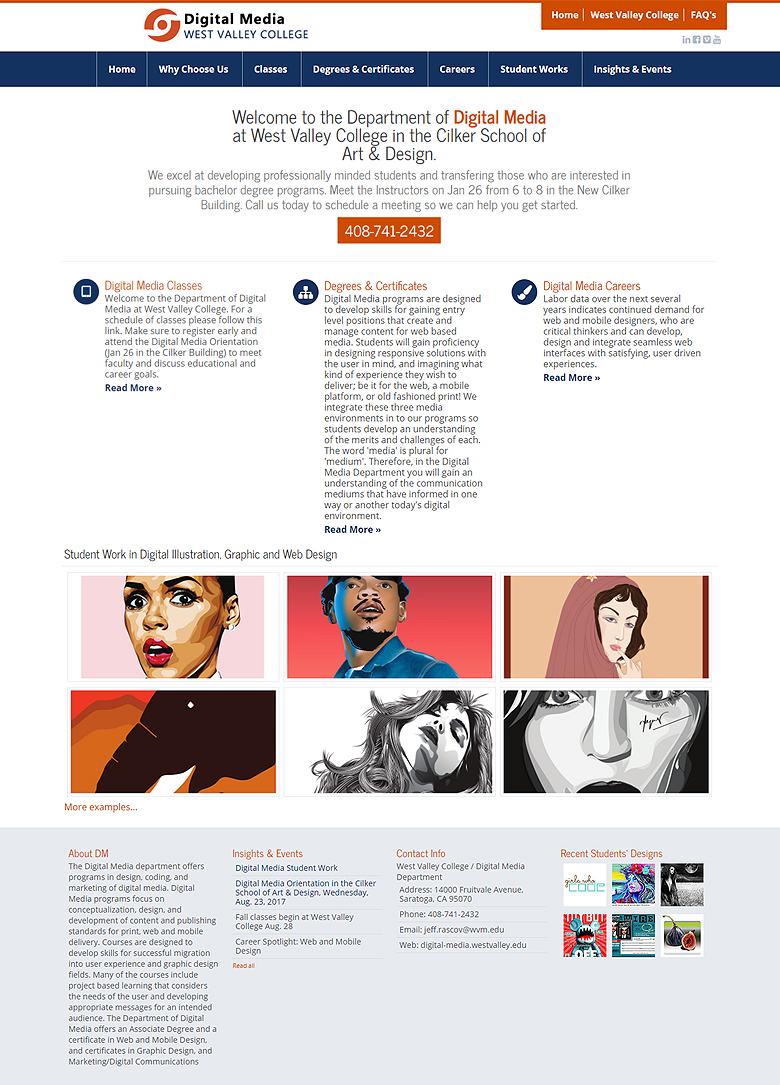 Digital Media
WEST VALLEY COLLEGE
Home
West Valley College
FAQ's
Home
Why Choose Us
Classes
Degrees & Certificates
Careers
Student Works
Insights & Events
Welcome to the Department of Digital Media
at West Valley College in the Cilker School of
Art & Design.
We excel at developing professionally minded students and transfering those who are interested in
pursuing bachelor degree programs. Meet the Instructors on Jan 26 from 6 to 8 in the New Cilker
Building. Call us today to schedule a meeting so we can help you get started.
408-741-2432
Digital Media Classes
Welcome to the Department of Digital
Media at West Valley College. For a
schedule of classes please follow this
link. Make sure to register early and
attend the Digital Media Orientation
(Jan 26 in the Cilker Building) to meet
faculty and discuss educational and
career goals.
Read More »
Degrees & Certificates
Digital Media programs are designed
to develop skills for gaining entry
level positions that create and
manage content for web based
media. Students will gain proficiency
in designing responsive solutions with
the user in mind, and imagining what
kind of experience they wish to
deliver; be it for the web, a mobile
platform, or old fashioned print! We
integrate these three media
environments in to our programs so
students develop an understanding
of the merits and challenges of each.
The word 'media' is plural for
'medium'. Therefore, in the Digital
Media Department you will gain an
understanding of the communication
mediums that have informed in one
way or another today's digital
environment.
Read More »
Digital Media Careers
Labor data over the next several
years indicates continued demand for
web and mobile designers, who are
critical thinkers and can develop,
design and integrate seamless web
interfaces with satisfying, user driven
experiences.
Read More »
Student Work in Digital Illustration, Graphic and Web Design
More examples...
About DM
The Digital Media department offers
programs in design, coding, and
marketing of digital media. Digital
Media programs focus on
conceptualization, design, and
development of content and publishing
standards for print, web and mobile
delivery. Courses are designed to
develop skills for successful migration
into user experience and graphic design
fields. Many of the courses include
project based learning that considers
the needs of the user and developing
appropriate messages for an intended
audience. The Department of Digital
Media offers an Associate Degree and a
certificate in Web and Mobile Design,
and certificates in Graphic Design, and
Marketing/Digital Communications
Insights & Events
Digital Media Student Work
Digital Media Orientation in the Cilker
School of Art & Design, Wednesday,
Aug. 23, 2017
Fall classes begin at West Valley
College Aug. 28
Career Spotlight: Web and Mobile
Design
Read all
Contact Info
West Valley College / Digital Media
Department
Address: 14000 Fruitvale Avenue,
Saratoga, CA 95070
Phone: 408-741-2432
Email: jeff.rascov@wvm.edu
Web: digital-media.westvalley.edu
Recent Students' Designs
girls who
CODE
OFF